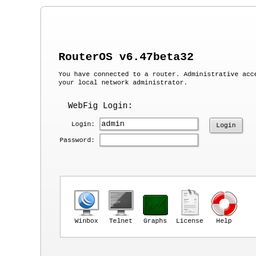 RouterOS v6.47beta32
You have connected to a router. Administrative
your local network administrator.
WebFig Login:
Login: admin
Login
Password:
Winbox Telnet Graphs License Help